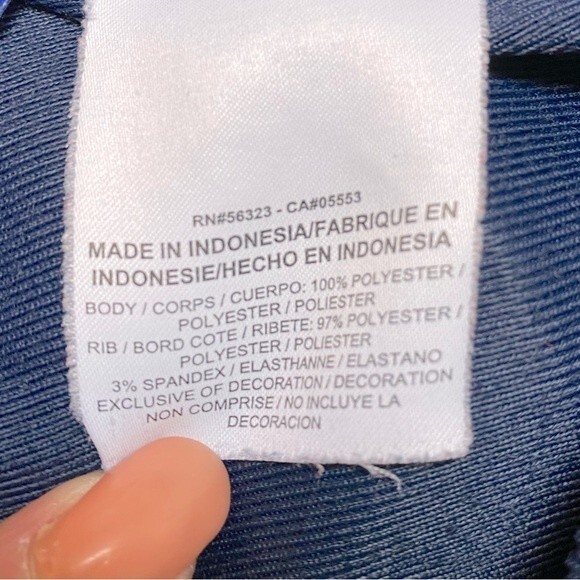 RN#56323 - CA#05553
MADE IN INDONESIA/FABRIQUE EN
INDONESIE/HECHO EN INDONESIA
BODY / CORPS / CUERPO: 100% POLYESTER /
POLYESTER / POLIESTER
RIB / BORD COTE / RIBETE: 97% POLYESTER /
POLYESTER / POLIESTER
3% SPANDEX / ELASTHANNE / ELASTANO
EXCLUSIVE OF DECORATION / DECORATION
NON COMPRISE / NO INCLUYE LA
DECORACION